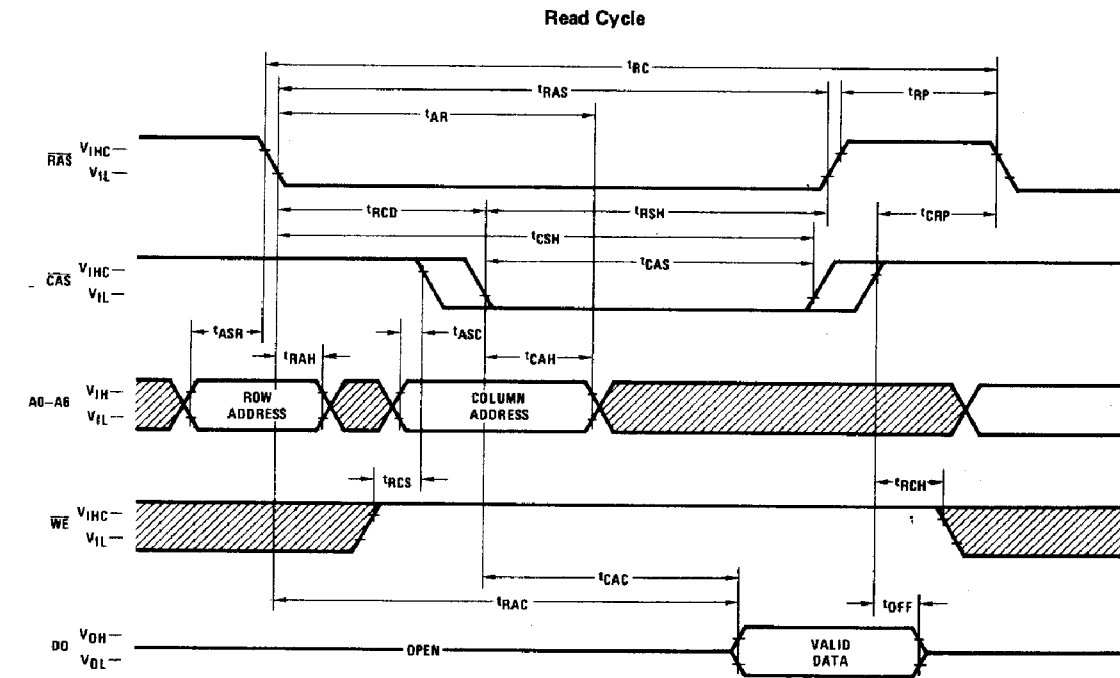 Read Cycle
tRC
tRAS
tRP
tAR
RAS
VIHC
VIL
tRCD
tRSH
tCRP
tCSH
tCAS
CAS
VIHC
VIL
tASR
tASC
tRAH
tCAH
A0–A6
VIH
VIL
ROW
ADDRESS
COLUMN
ADDRESS
tRCS
tRCH
WE
VIHC
VIL
tCAC
tRAC
tOFF
DO
VOH
VOL
OPEN
VALID
DATA